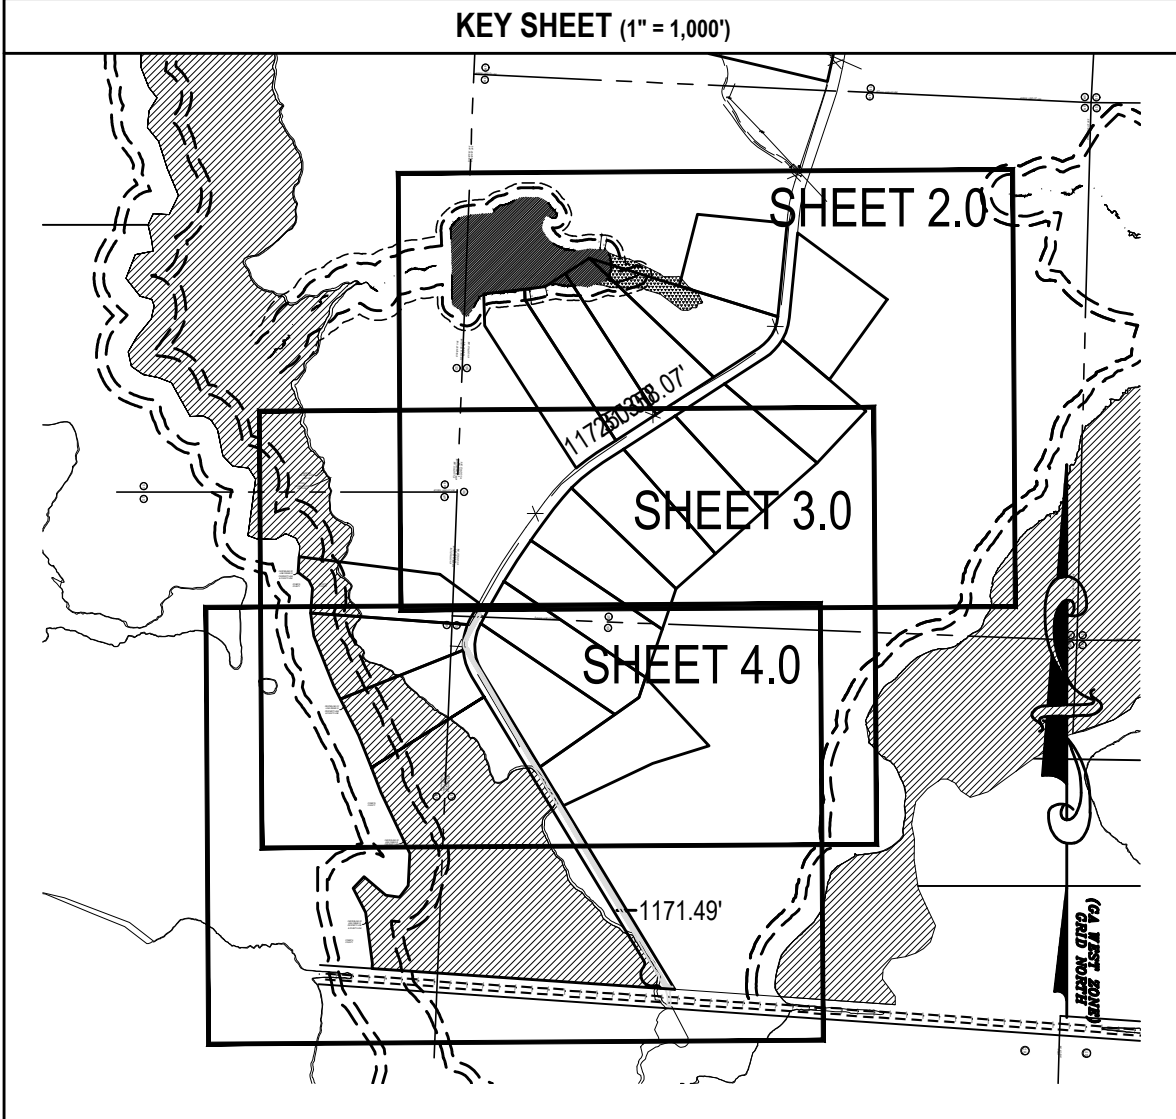 KEY SHEET (1" = 1,000')
SHEET 2.0
SHEET 3.0
SHEET 4.0
1171.49'
(GA WEST ZONE)
GRID NORTH